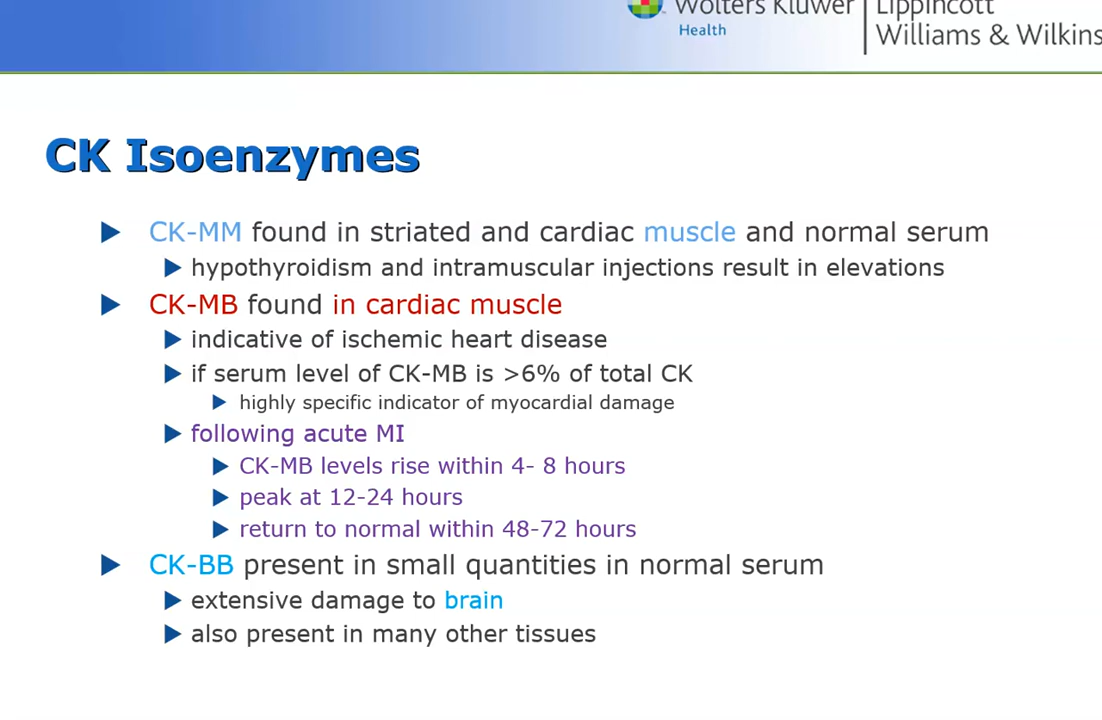 Wolters Kluwer
Health
Lippincott
Williams & Wilkins
CK Isoenzymes
CK-MM found in striated and cardiac muscle and normal serum
hypothyroidism and intramuscular injections result in elevations
CK-MB found in cardiac muscle
indicative of ischemic heart disease
if serum level of CK-MB is >6% of total CK
highly specific indicator of myocardial damage
following acute MI
CK-MB levels rise within 4- 8 hours
peak at 12-24 hours
return to normal within 48-72 hours
CK-BB present in small quantities in normal serum
extensive damage to brain
also present in many other tissues